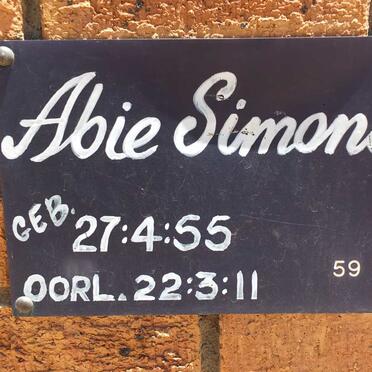 Abie Simon
GEB. 27:4:55
OORL. 22:3:11
59